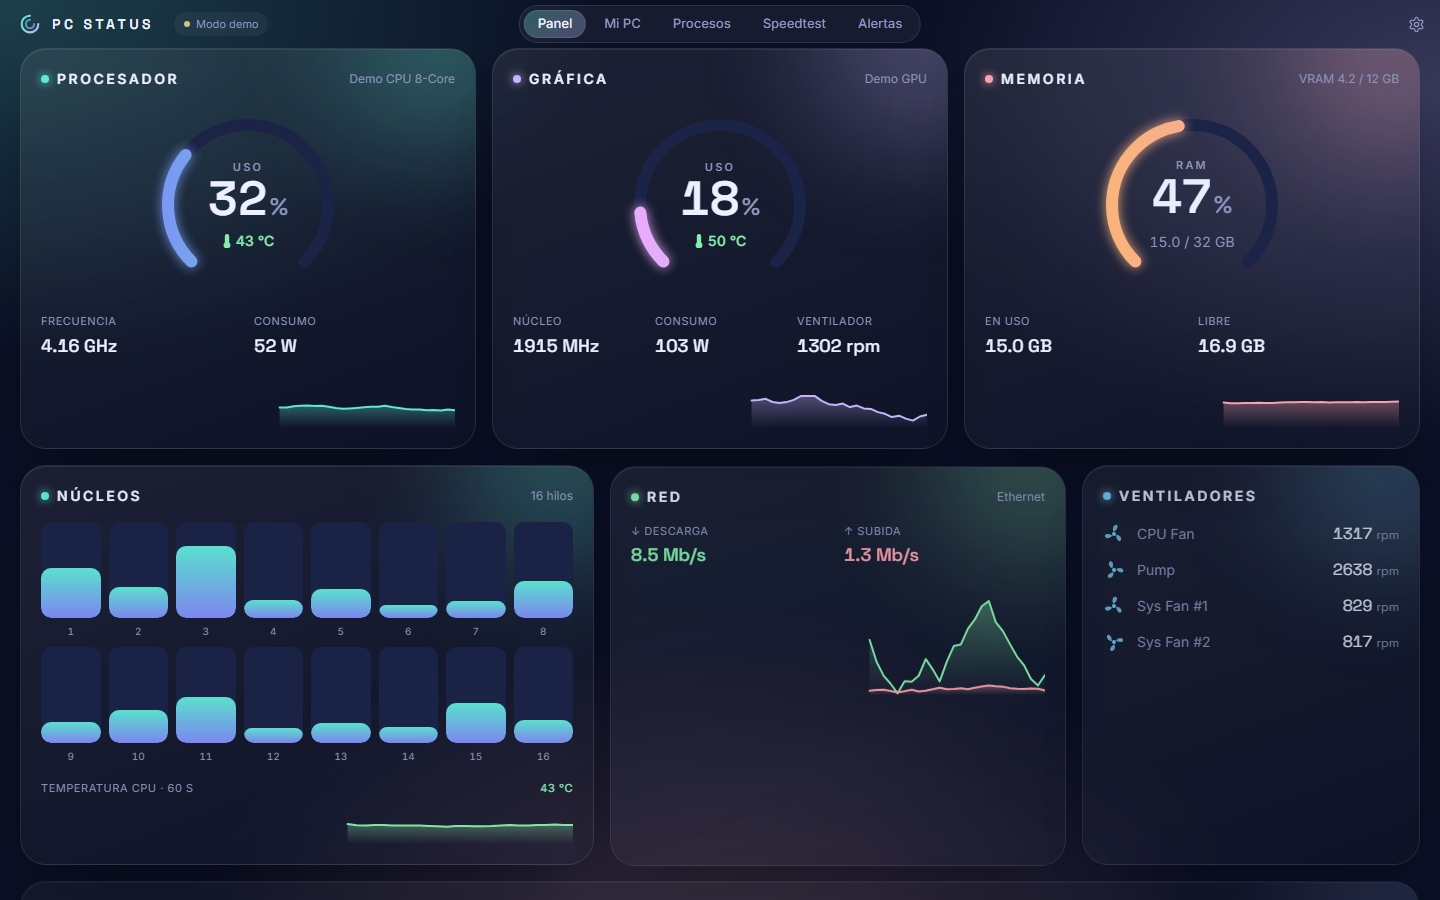 PC STATUS
Modo demo
Panel
Mi PC
Procesos
Speedtest
Alertas
PROCESADOR
Demo CPU 8-Core
USO
32%
43 °C
FRECUENCIA
CONSUMO
4.16 GHz
52 W
GRÁFICA
Demo GPU
USO
18%
50 °C
NÚCLEO
CONSUMO
VENTILADOR
1915 MHz
103 W
1302 rpm
MEMORIA
VRAM 4.2 / 12 GB
RAM
47%
15.0 / 32 GB
EN USO
LIBRE
15.0 GB
16.9 GB
NÚCLEOS
16 hilos
1 2 3 4 5 6 7 8
9 10 11 12 13 14 15 16
TEMPERATURA CPU · 60 S
43 °C
RED
Ethernet
↓ DESCARGA
↑ SUBIDA
8.5 Mb/s
1.3 Mb/s
VENTILADORES
CPU Fan 1317 rpm
Pump 2638 rpm
Sys Fan #1 829 rpm
Sys Fan #2 817 rpm